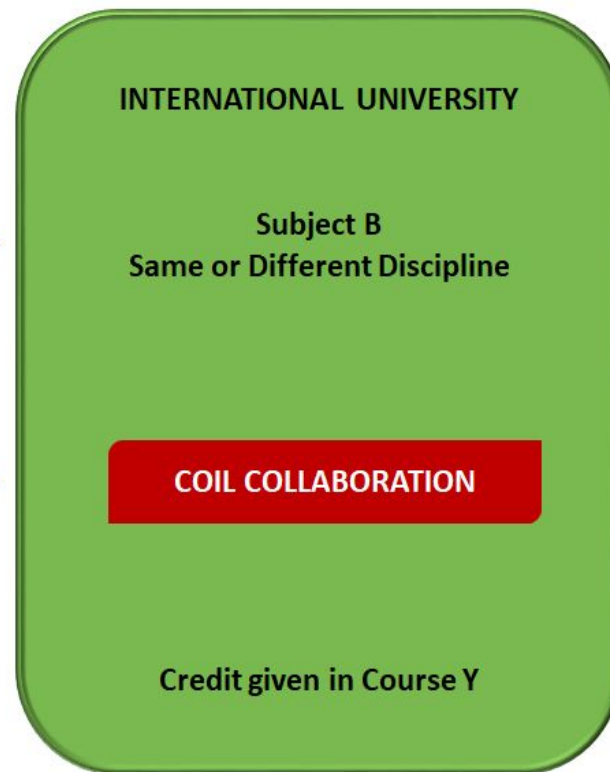 INTERNATIONAL UNIVERSITY
Subject B
Same or Different Discipline
COIL COLLABORATION
Credit given in Course Y